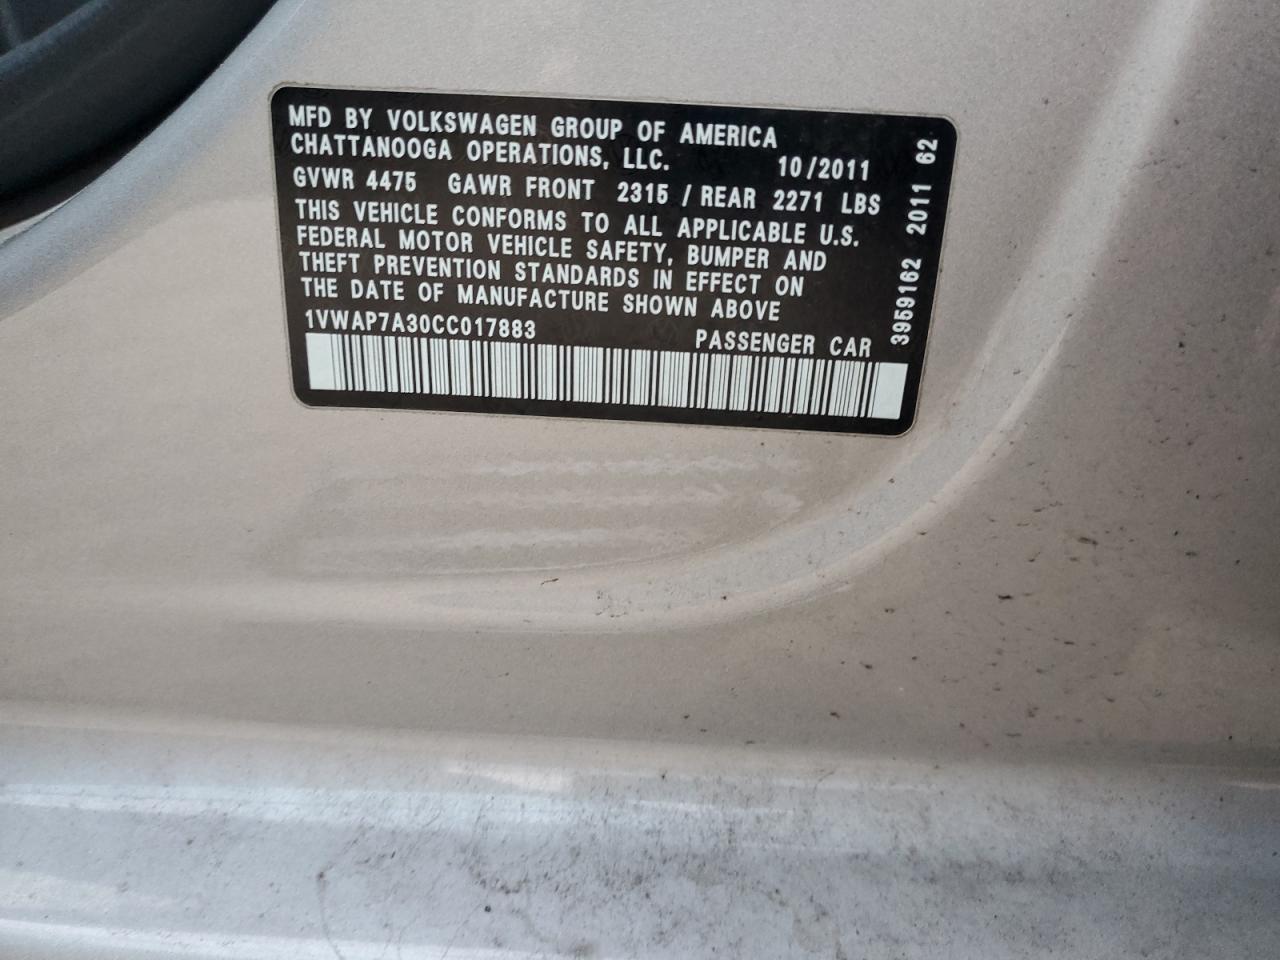 MFD BY VOLKSWAGEN GROUP OF AMERICA
CHATTANOOGA OPERATIONS, LLC. 10/2011
GVWR 4475 GAWR FRONT 2315 / REAR 2271 LBS
THIS VEHICLE CONFORMS TO ALL APPLICABLE U.S.
FEDERAL MOTOR VEHICLE SAFETY, BUMPER AND
THEFT PREVENTION STANDARDS IN EFFECT ON
THE DATE OF MANUFACTURE SHOWN ABOVE
1VWAP7A30CC017883 PASSENGER CAR
3959162 2011 62